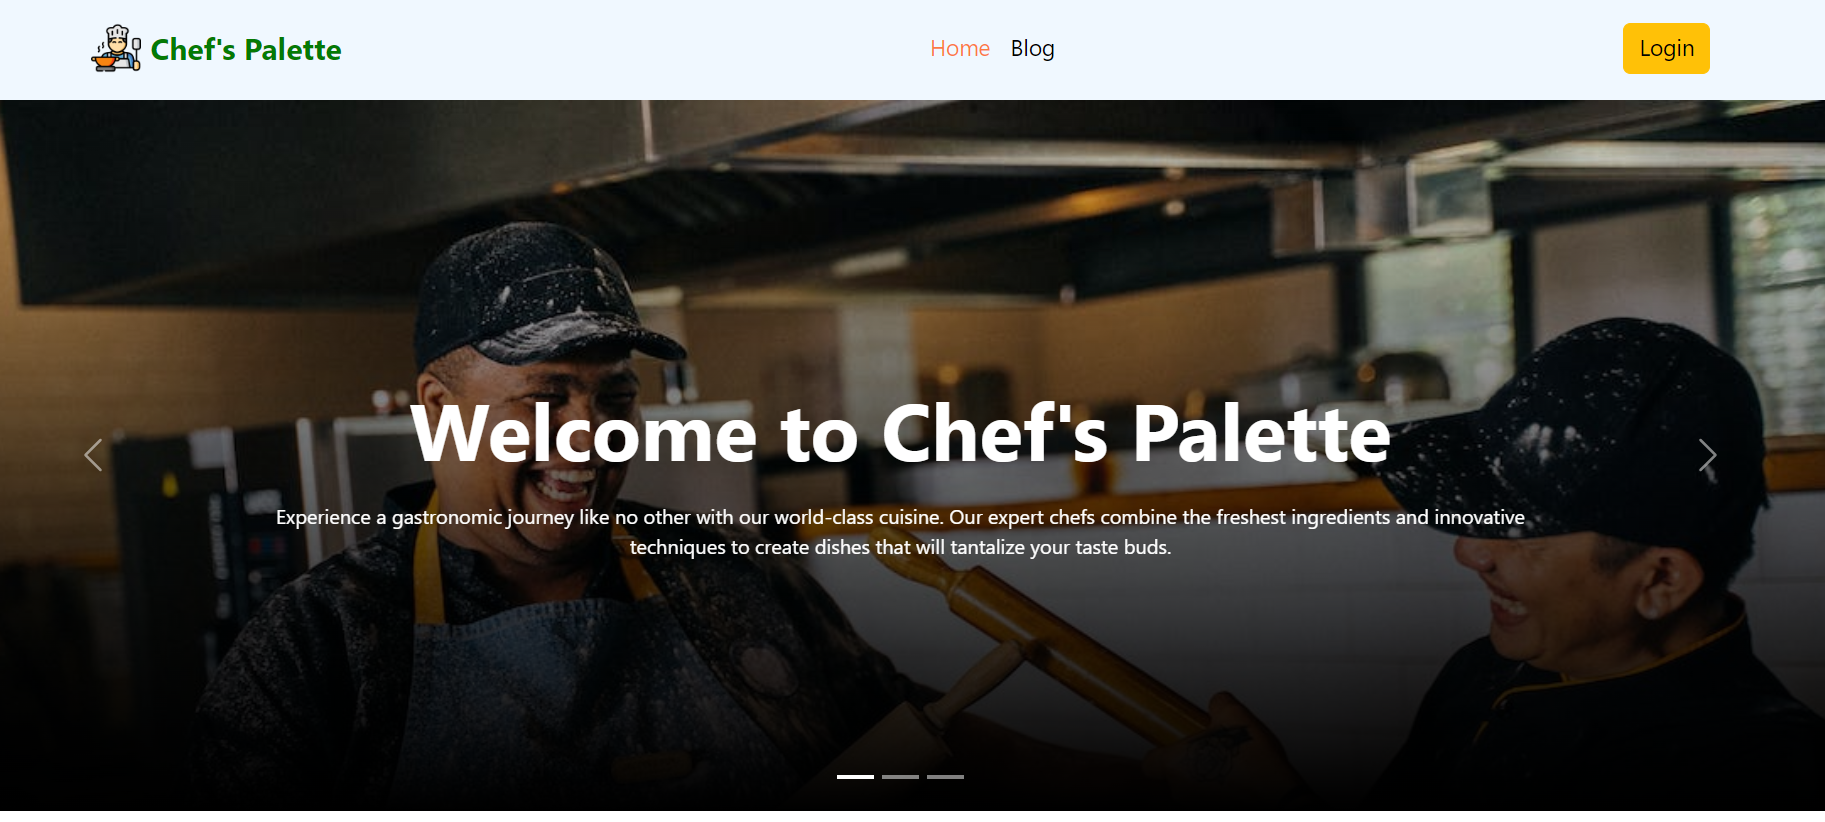 Chef's Palette
Home
Blog
Login
Welcome to Chef's Palette
Experience a gastronomic journey like no other with our world-class cuisine. Our expert chefs combine the freshest ingredients and innovative
techniques to create dishes that will tantalize your taste buds.